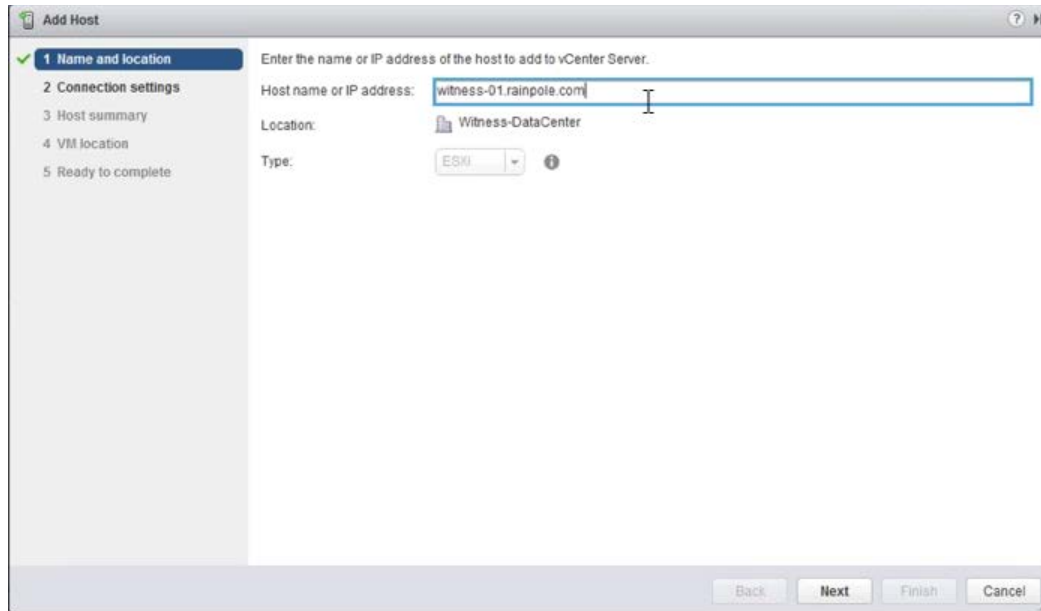 Add Host
?
1 Name and location
2 Connection settings
3 Host summary
4 VM location
5 Ready to complete
Enter the name or IP address of the host to add to vCenter Server.
Host name or IP address: witness-01.rainpole.com
Location: Witness-DataCenter
Type: ESXi
Back Next Finish Cancel